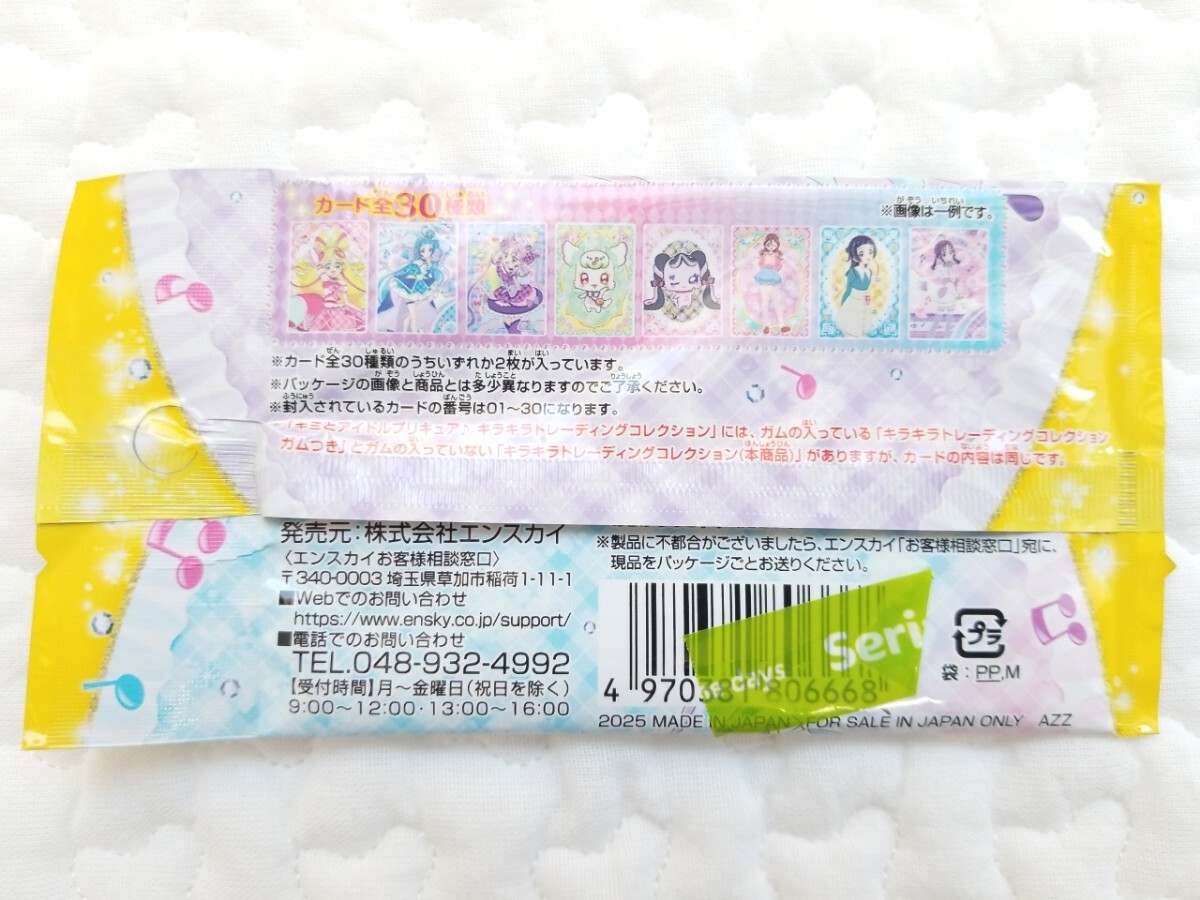 カード全30種類
※画像は一例です。
※カード全30種類のうちいずれか2枚が入っています。
※パッケージの画像と商品とは多少異なりますのでご了承ください。
※封入されているカードの番号は01〜30になります。
「キミとアイドルプリキュア♪ キラキラトレーディングコレクション」には、ガムの入っている「キラキラトレーディングコレクション
ガムつき」とガムの入っていない「キラキラトレーディングコレクション(本商品)」がありますが、カードの内容は同じです。
発売元:株式会社エンスカイ
〈エンスカイお客様相談窓口〉
〒340-0003 埼玉県草加市稲荷1-11-1
■Webでのお問い合わせ
https://www.ensky.co.jp/support/
■電話でのお問い合わせ
TEL.048-932-4992
【受付時間】月〜金曜日(祝日を除く)
9:00〜12:00・13:00〜16:00
※製品に不都合がございましたら、エンスカイ「お客様相談窓口」宛に、
現品をパッケージごとお送りください。
Seri
days
4 970381 806668
プラ
袋:PP,M
2025 MADE IN JAPAN FOR SALE IN JAPAN ONLY AZZ